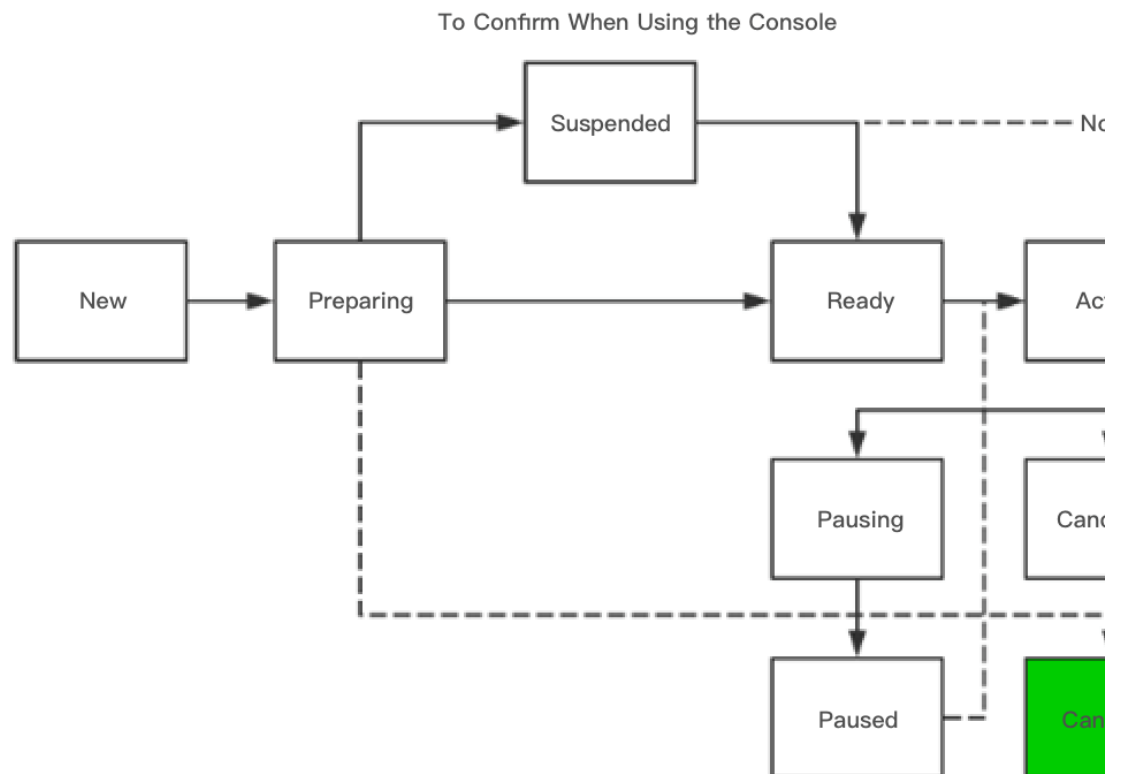 To Confirm When Using the Console
Suspended
New
Preparing
Ready
Pausing
Paused